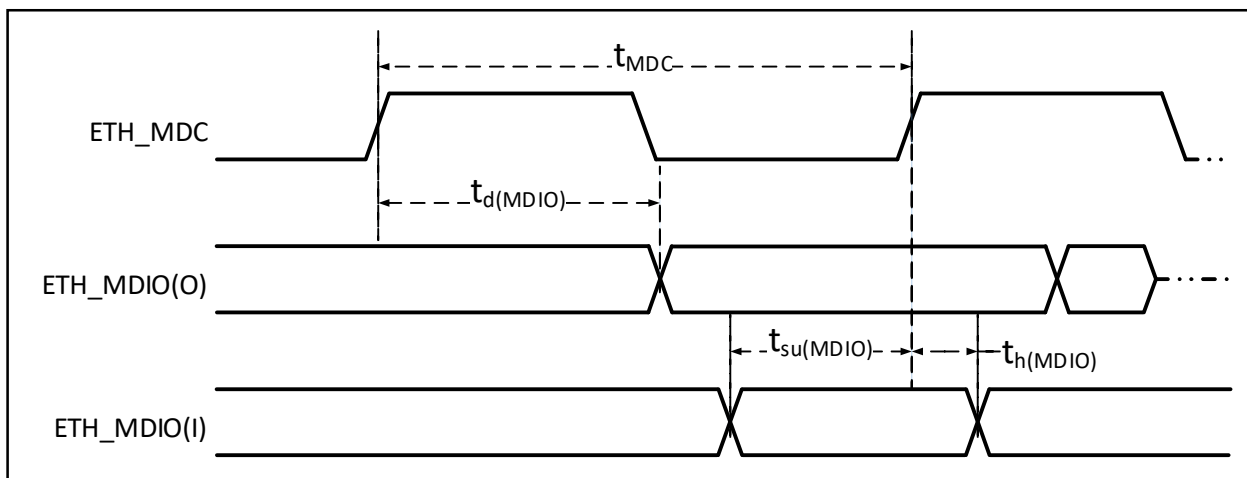 tMDC
ETH_MDC
td(MDIO)
ETH_MDIO(O)
tsu(MDIO)
th(MDIO)
ETH_MDIO(I)